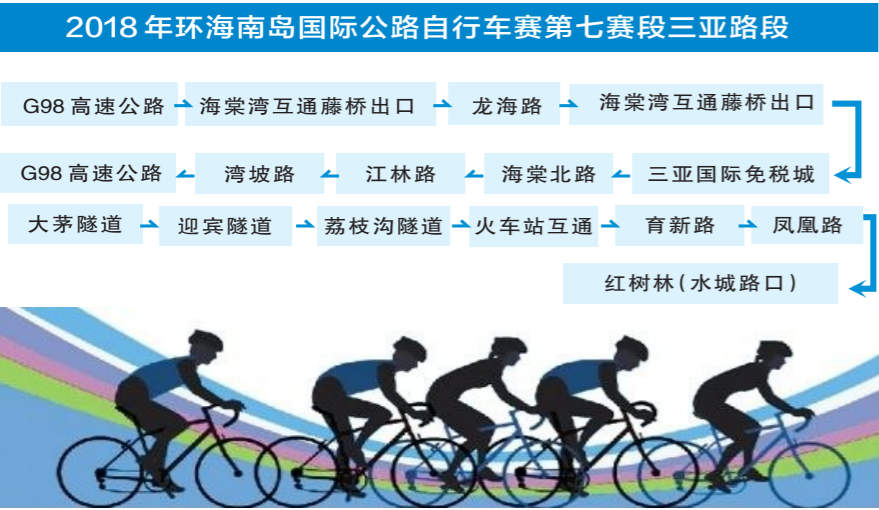 2018年环海南岛国际公路自行车赛第七赛段三亚路段
G98高速公路 海棠湾互通藤桥出口 龙海路 海棠湾互通藤桥出口
G98高速公路 湾坡路 江林路 海棠北路 三亚国际免税城
大茅隧道 迎宾隧道 荔枝沟隧道 火车站互通 育新路 凤凰路
红树林(水城路口)